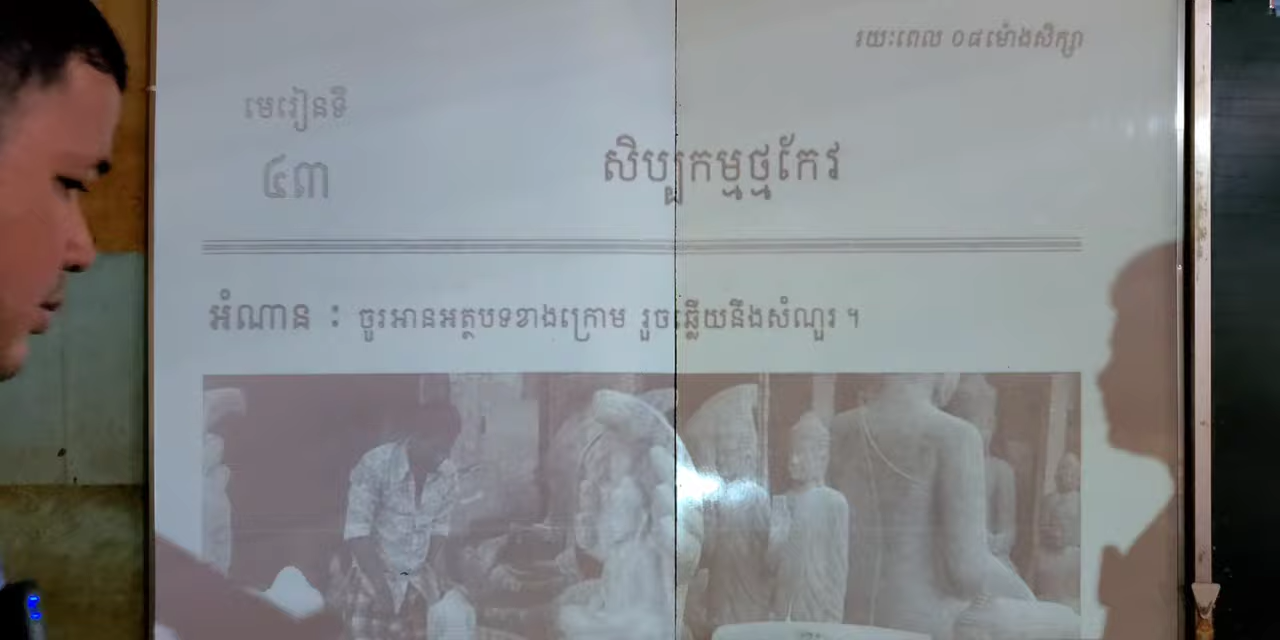 រយៈពេល ០៨ម៉ោងសិក្សា
មេរៀនទី
៤៣
សិប្បកម្មថ្មកែវ
អំណាន ៖ ចូរអានអត្ថបទខាងក្រោម រួចឆ្លើយនឹងសំណួរ ។